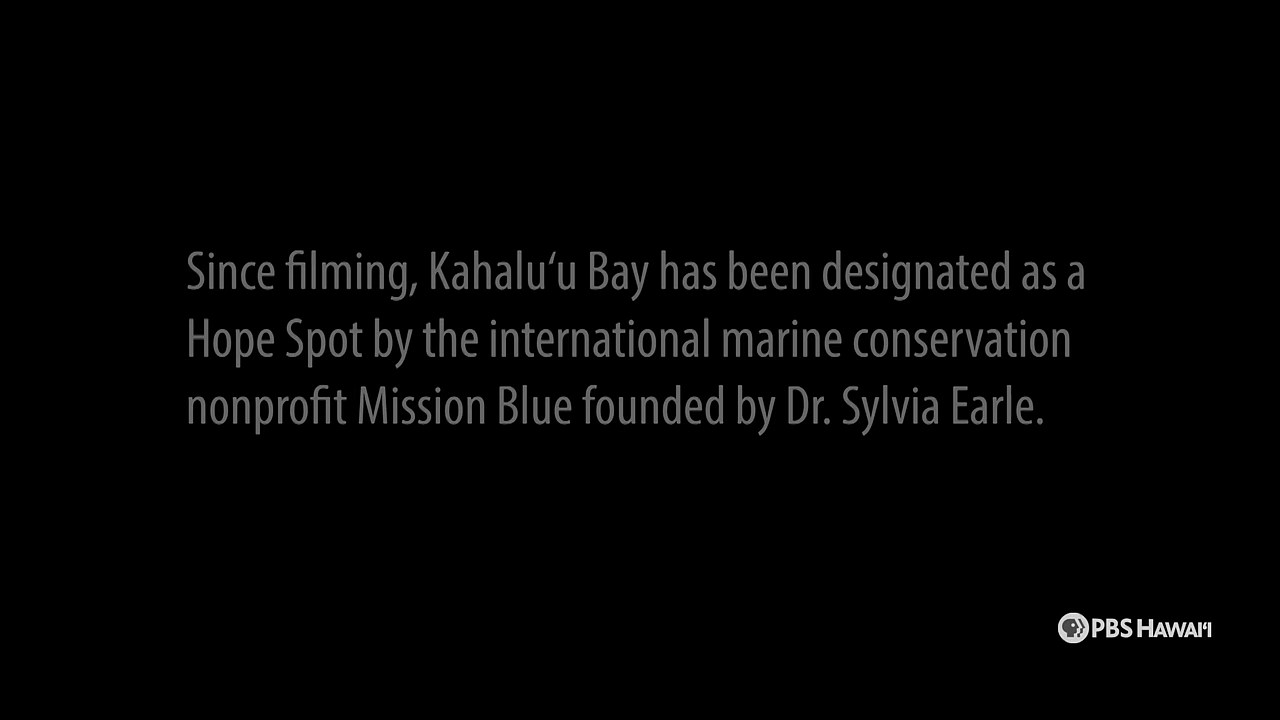 Since filming, Kahalu‘u Bay has been designated as a
Hope Spot by the international marine conservation
nonprofit Mission Blue founded by Dr. Sylvia Earle.
PBS HAWAI‘I